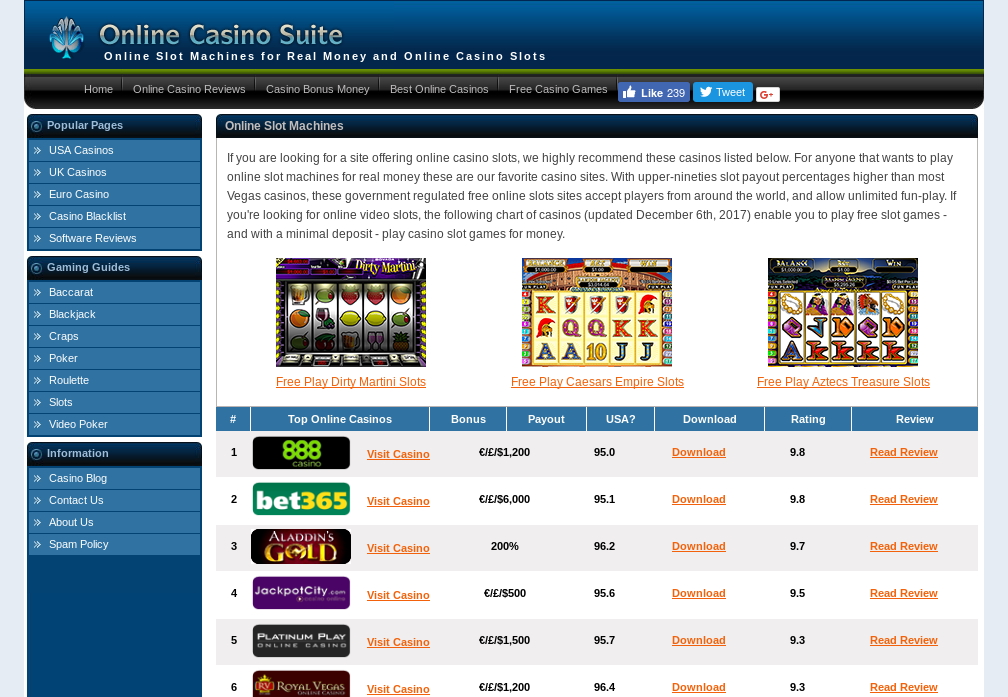 Online Casino Suite
Online Slot Machines for Real Money and Online Casino Slots
Home
Online Casino Reviews
Casino Bonus Money
Best Online Casinos
Free Casino Games
Like 239
Tweet
G+
Popular Pages
USA Casinos
UK Casinos
Euro Casino
Casino Blacklist
Software Reviews
Gaming Guides
Baccarat
Blackjack
Craps
Poker
Roulette
Slots
Video Poker
Information
Casino Blog
Contact Us
About Us
Spam Policy
Online Slot Machines
If you are looking for a site offering online casino slots, we highly recommend these casinos listed below. For anyone that wants to play
online slot machines for real money these are our favorite casino sites. With upper-nineties slot payout percentages higher than most
Vegas casinos, these government regulated free online slots sites accept players from around the world, and allow unlimited fun-play. If
you're looking for online video slots, the following chart of casinos (updated December 6th, 2017) enable you to play free slot games -
and with a minimal deposit - play casino slot games for money.
Dirty Martini
BALANCE BET WIN
BALANCE BET WIN
Free Play Dirty Martini Slots
Free Play Caesars Empire Slots
Free Play Aztecs Treasure Slots
# Top Online Casinos Bonus Payout USA? Download Rating Review
1 888 casino Visit Casino €/£/$1,200 95.0 Download 9.8 Read Review
2 bet365 Visit Casino €/£/$6,000 95.1 Download 9.8 Read Review
3 ALADDIN'S GOLD Visit Casino 200% 96.2 Download 9.7 Read Review
4 JackpotCity.com Visit Casino €/£/$500 95.6 Download 9.5 Read Review
5 PLATINUM PLAY ONLINE CASINO Visit Casino €/£/$1,500 95.7 Download 9.3 Read Review
6 RV ROYAL VEGAS Visit Casino €/£/$1,200 96.4 Download 9.3 Read Review